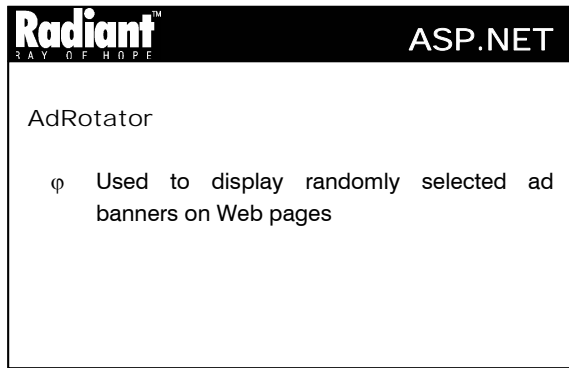 Radiant™
RAY OF HOPE
ASP.NET
AdRotator
φ Used to display randomly selected ad
banners on Web pages